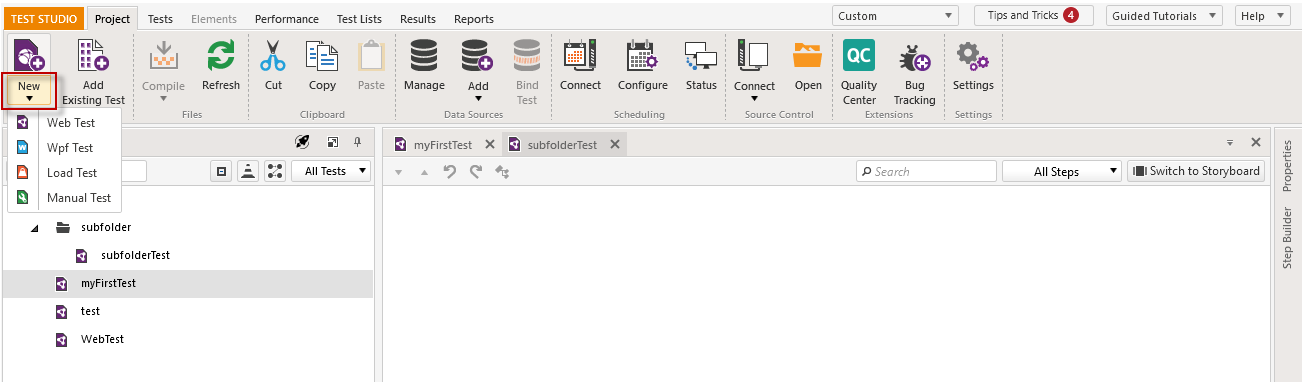 TEST STUDIO Project Tests Elements Performance Test Lists Results Reports Custom Tips and Tricks 4 Guided Tutorials Help
New Add Existing Test Compile Refresh Cut Copy Paste Manage Add Bind Test Connect Configure Status Connect Open QC Quality Center Bug Tracking Settings
Files Clipboard Data Sources Scheduling Source Control Extensions Settings
Web Test
Wpf Test
Load Test
Manual Test
All Tests
subfolder
subfolderTest
myFirstTest
test
WebTest
myFirstTest subfolderTest
Search All Steps Switch to Storyboard
Properties
Step Builder